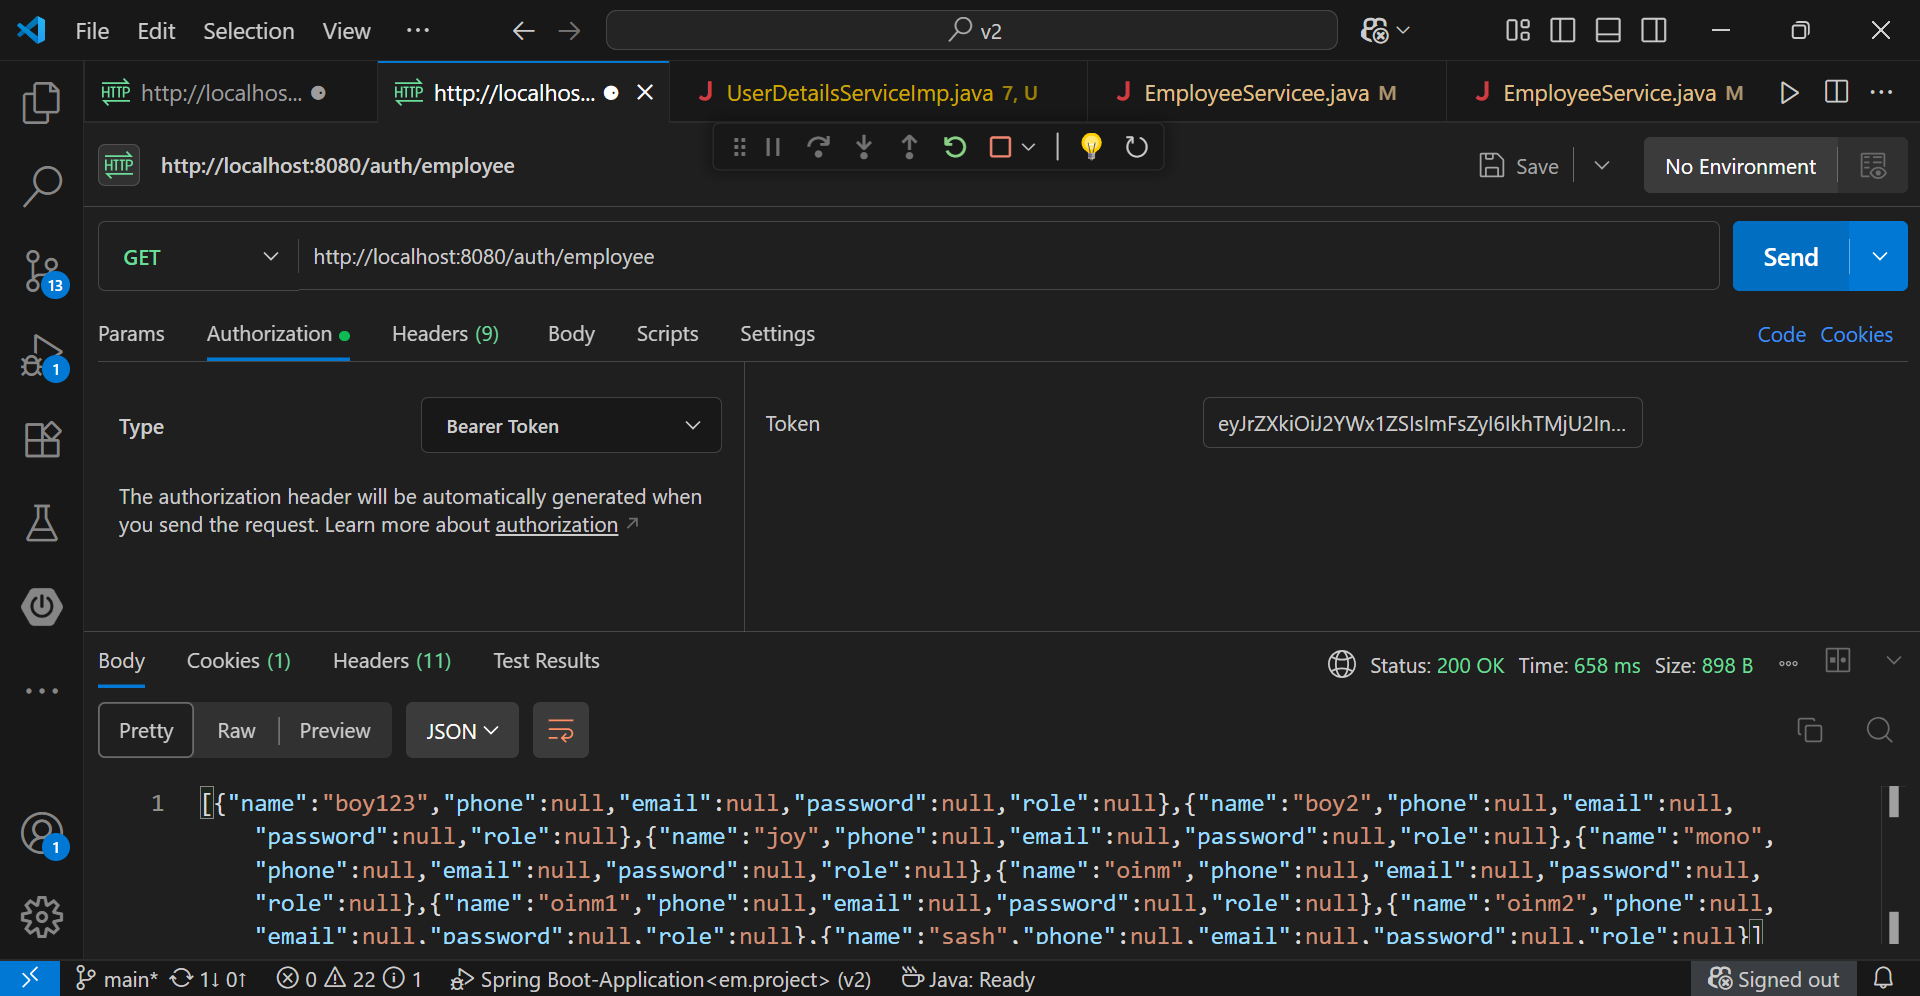 File Edit Selection View ··· v2
HTTP http://localhos... HTTP http://localhos... J UserDetailsServiceImp.java 7, U J EmployeeServicee.java M J EmployeeService.java M ···
HTTP http://localhost:8080/auth/employee Save No Environment
GET http://localhost:8080/auth/employee Send
Params Authorization Headers (9) Body Scripts Settings Code Cookies
Type Bearer Token Token eyJrZXkiOiJ2YWx1ZSIsImFsZyI6IkhTMjU2In...
The authorization header will be automatically generated when
you send the request. Learn more about authorization ↗
13
1
Body Cookies (1) Headers (11) Test Results Status: 200 OK Time: 658 ms Size: 898 B
Pretty Raw Preview JSON
1 [{"name":"boy123","phone":null,"email":null,"password":null,"role":null},{"name":"boy2","phone":null,"email":null,
"password":null,"role":null},{"name":"joy","phone":null,"email":null,"password":null,"role":null},{"name":"mono",
"phone":null,"email":null,"password":null,"role":null},{"name":"oinm","phone":null,"email":null,"password":null,
"role":null},{"name":"oinm1","phone":null,"email":null,"password":null,"role":null},{"name":"oinm2","phone":null,
"email":null,"password":null,"role":null},{"name":"sash","phone":null,"email":null,"password":null,"role":null}]
1
main* 1↓ 0↑ 0 22 1 Spring Boot-Application<em.project> (v2) Java: Ready Signed out